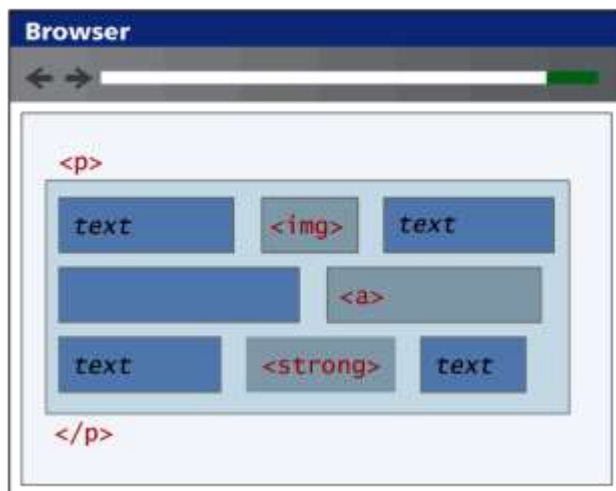 Browser
<p>
text <img> text
<a>
text <strong> text
</p>